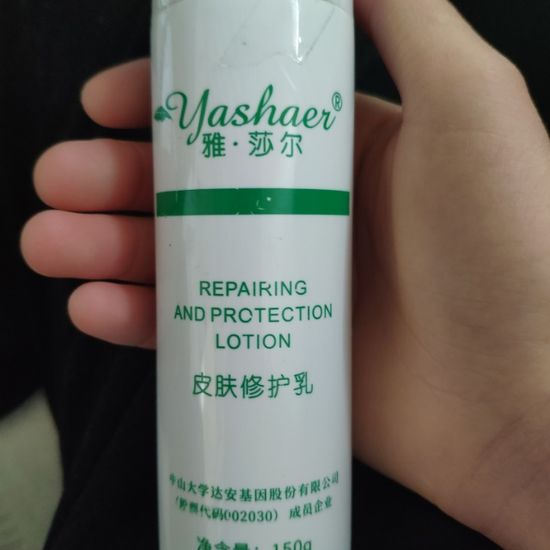 Yashaer®
雅·莎尔
REPAIRING
AND PROTECTION
LOTION
皮肤修护乳
中山大学达安基因股份有限公司
(股票代码002030) 成员企业
净含量: 150g